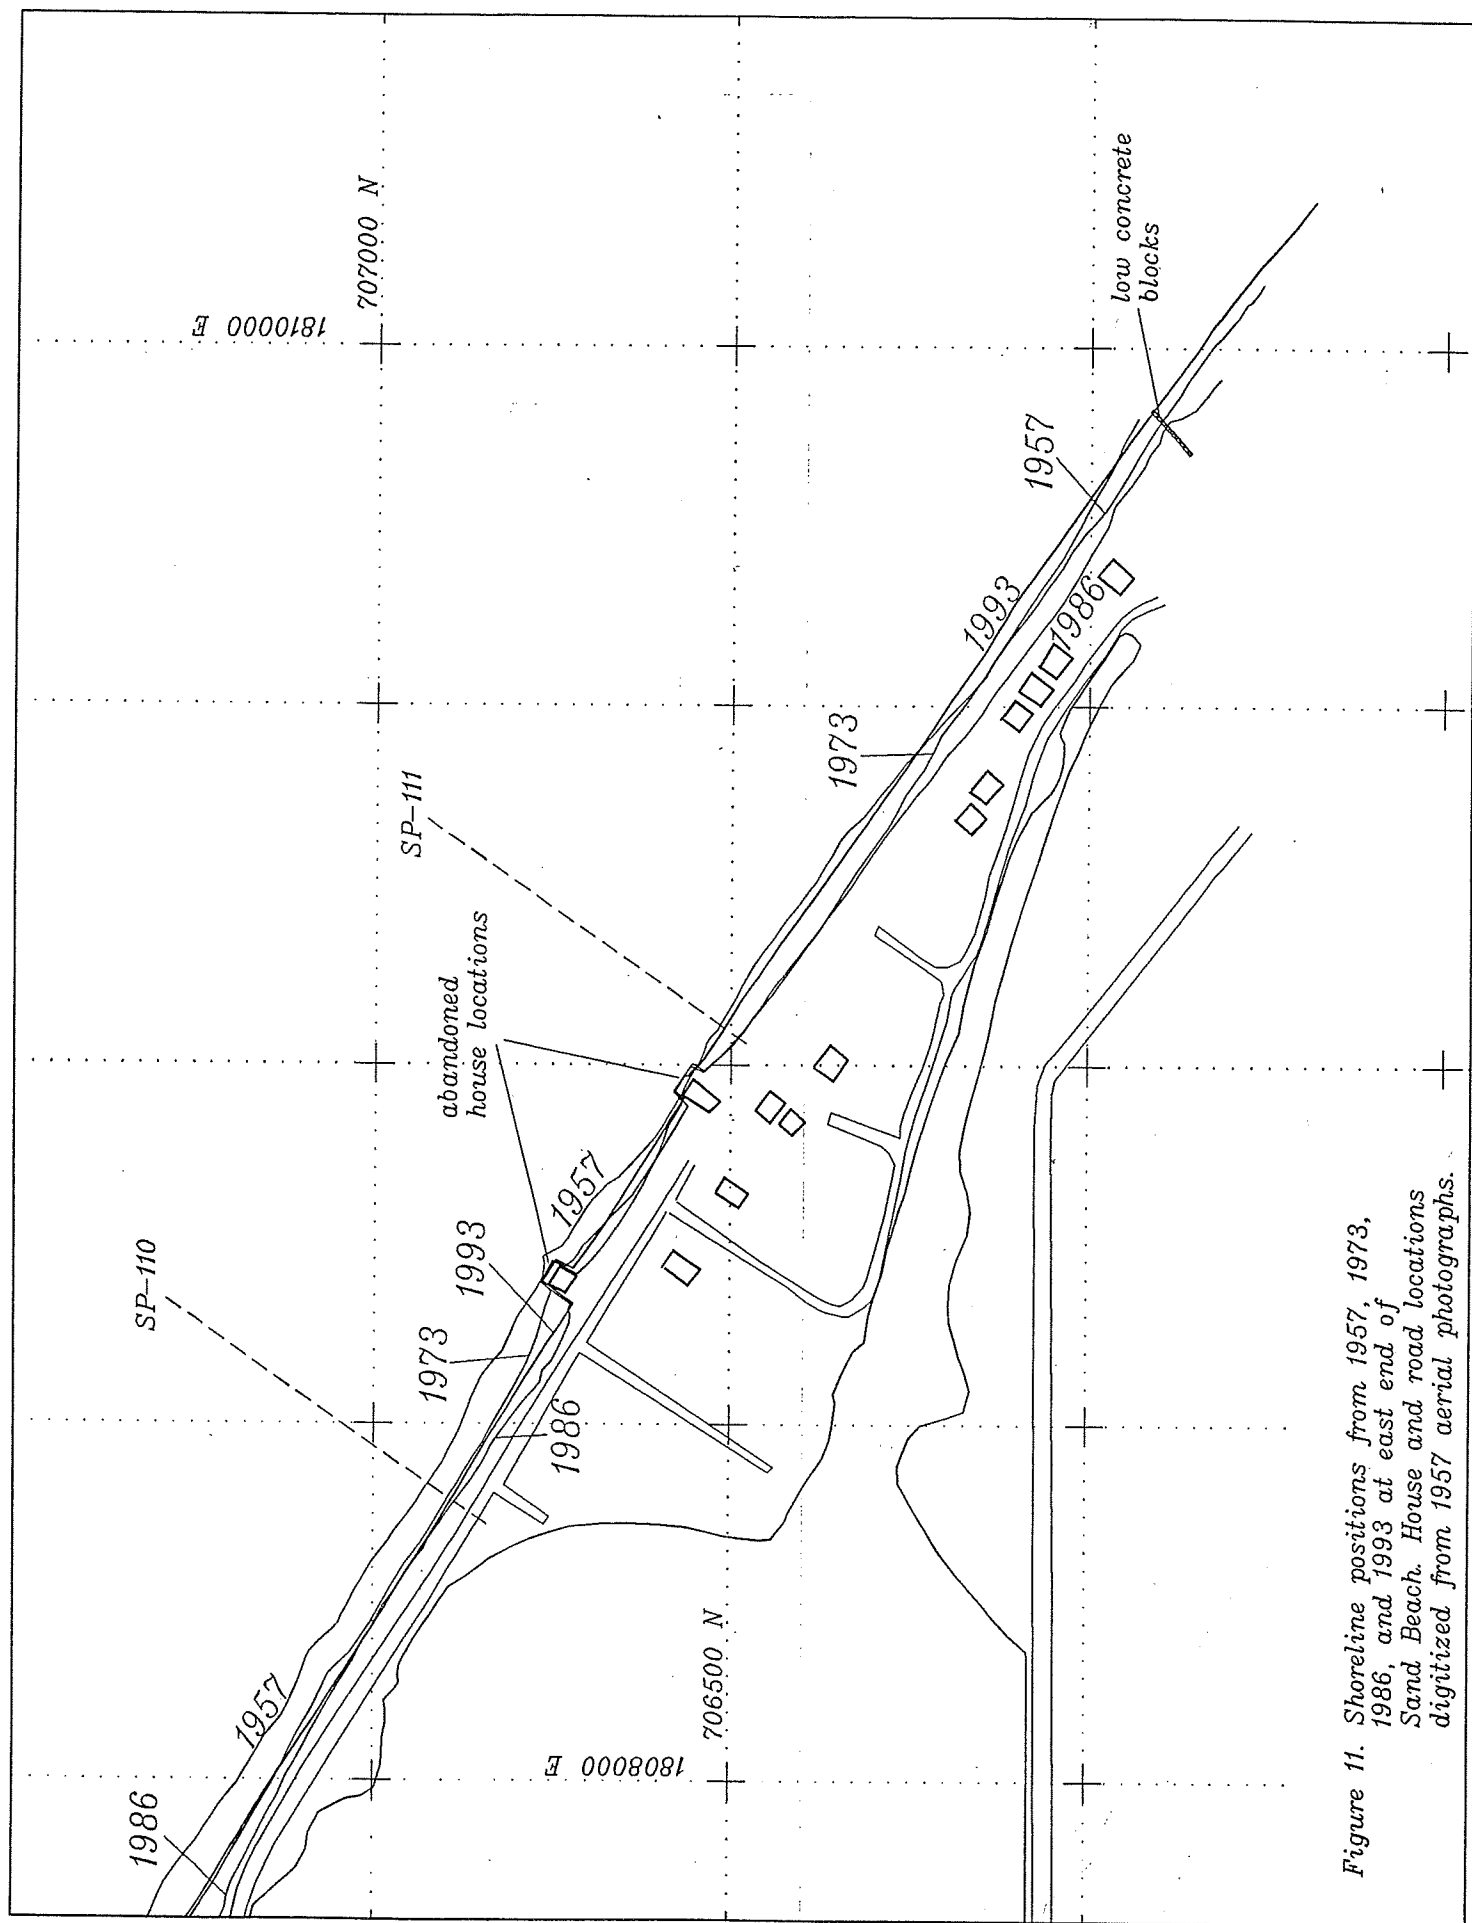 1986
1957
SP-110
1973
1993
1957
1986
abandoned
house locations
SP-111
1973
1993
1957
1986
low concrete
blocks
707000 N
1810000 E
706500 N
1808000 E
Figure 11. Shoreline positions from 1957, 1973,
1986, and 1993 at east end of
Sand Beach. House and road locations
digitized from 1957 aerial photographs.